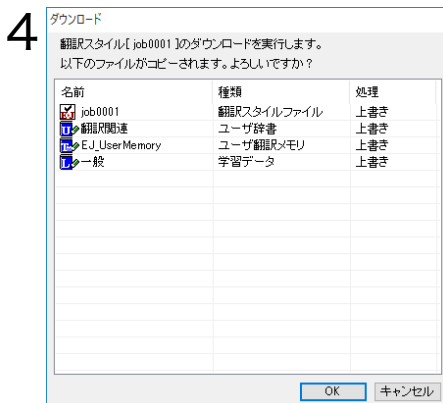 4
ダウンロード
翻訳スタイル[ job0001 ]のダウンロードを実行します。
以下のファイルがコピーされます。よろしいですか？
名前 種類 処理
job0001 翻訳スタイルファイル 上書き
翻訳関連 ユーザ辞書 上書き
EJ_UserMemory ユーザ翻訳メモリ 上書き
一般 学習データ 上書き
OK キャンセル